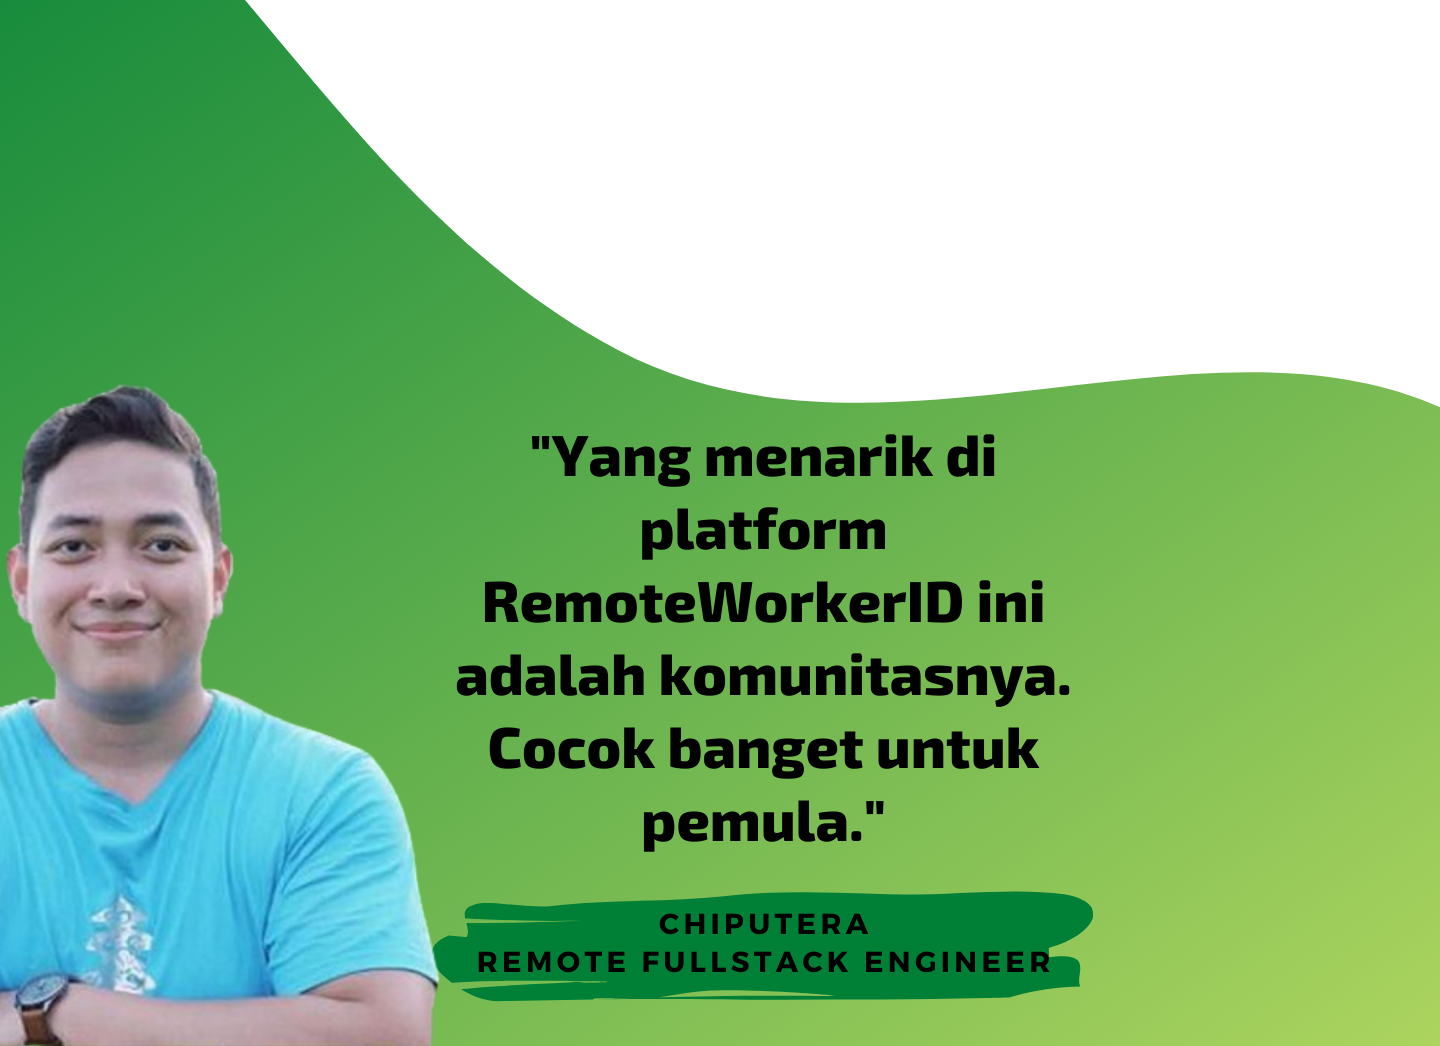 "Yang menarik di
platform
RemoteWorkerID ini
adalah komunitasnya.
Cocok banget untuk
pemula."
CHIPUTERA
REMOTE FULLSTACK ENGINEER